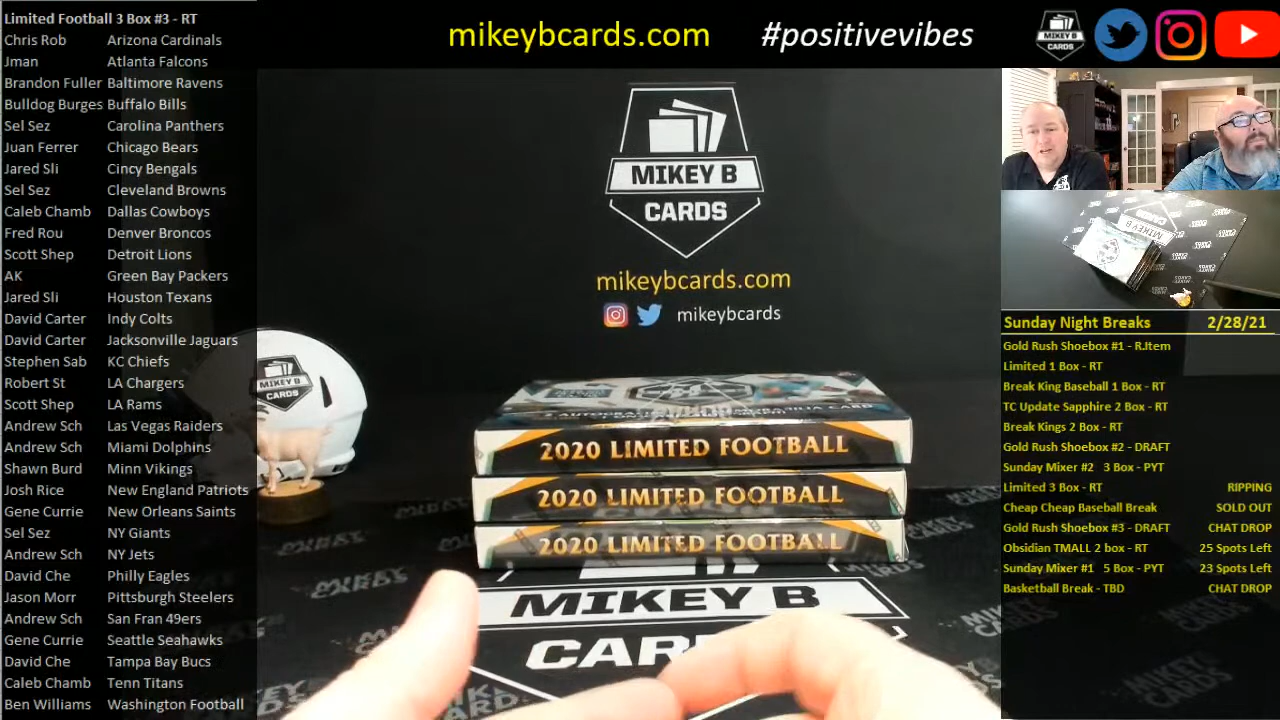 Limited Football 3 Box #3 - RT
Chris Rob Arizona Cardinals
Jman Atlanta Falcons
Brandon Fuller Baltimore Ravens
Bulldog Burges Buffalo Bills
Sel Sez Carolina Panthers
Juan Ferrer Chicago Bears
Jared Sli Cincy Bengals
Sel Sez Cleveland Browns
Caleb Chamb Dallas Cowboys
Fred Rou Denver Broncos
Scott Shep Detroit Lions
AK Green Bay Packers
Jared Sli Houston Texans
David Carter Indy Colts
David Carter Jacksonville Jaguars
Stephen Sab KC Chiefs
Robert St LA Chargers
Scott Shep LA Rams
Andrew Sch Las Vegas Raiders
Andrew Sch Miami Dolphins
Shawn Burd Minn Vikings
Josh Rice New England Patriots
Gene Currie New Orleans Saints
Sel Sez NY Giants
Andrew Sch NY Jets
David Che Philly Eagles
Jason Morr Pittsburgh Steelers
Andrew Sch San Fran 49ers
Gene Currie Seattle Seahawks
David Che Tampa Bay Bucs
Caleb Chamb Tenn Titans
Ben Williams Washington Football
mikeybcards.com #positivevibes
MIKEY B
CARDS
MIKEY B
CARDS
mikeybcards.com
mikeybcards
MIKEY B
CARDS
2020 LIMITED FOOTBALL
2020 LIMITED FOOTBALL
2020 LIMITED FOOTBALL
MIKEY B
MIKEY B
Sunday Night Breaks 2/28/21
Gold Rush Shoebox #1 - R.Item
Limited 1 Box - RT
Break King Baseball 1 Box - RT
TC Update Sapphire 2 Box - RT
Break Kings 2 Box - RT
Gold Rush Shoebox #2 - DRAFT
Sunday Mixer #2 3 Box - PYT
Limited 3 Box - RT RIPPING
Cheap Cheap Baseball Break SOLD OUT
Gold Rush Shoebox #3 - DRAFT CHAT DROP
Obsidian TMALL 2 box - RT 25 Spots Left
Sunday Mixer #1 5 Box - PYT 23 Spots Left
Basketball Break - TBD CHAT DROP